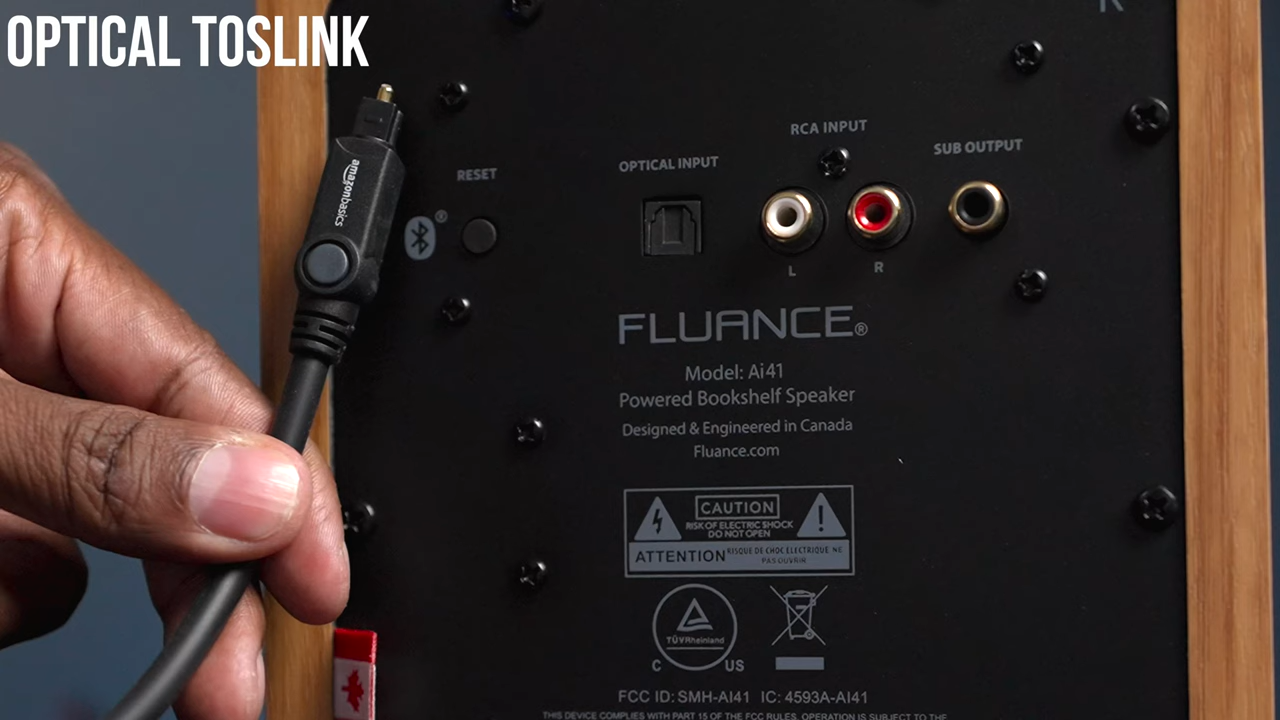 OPTICAL TOSLINK
R
amazonbasics
RESET
®
OPTICAL INPUT
RCA INPUT
SUB OUTPUT
L
R
FLUANCE®
Model: Ai41
Powered Bookshelf Speaker
Designed & Engineered in Canada
Fluance.com
CAUTION
RISK OF ELECTRIC SHOCK
DO NOT OPEN
ATTENTION
RISQUE DE CHOC ÉLECTRIQUE NE
PAS OUVRIR
TÜVRheinland
C US
FCC ID: SMH-AI41 IC: 4593A-AI41
THIS DEVICE COMPLIES WITH PART 15 OF THE FCC RULES. OPERATION IS SUBJECT TO THE